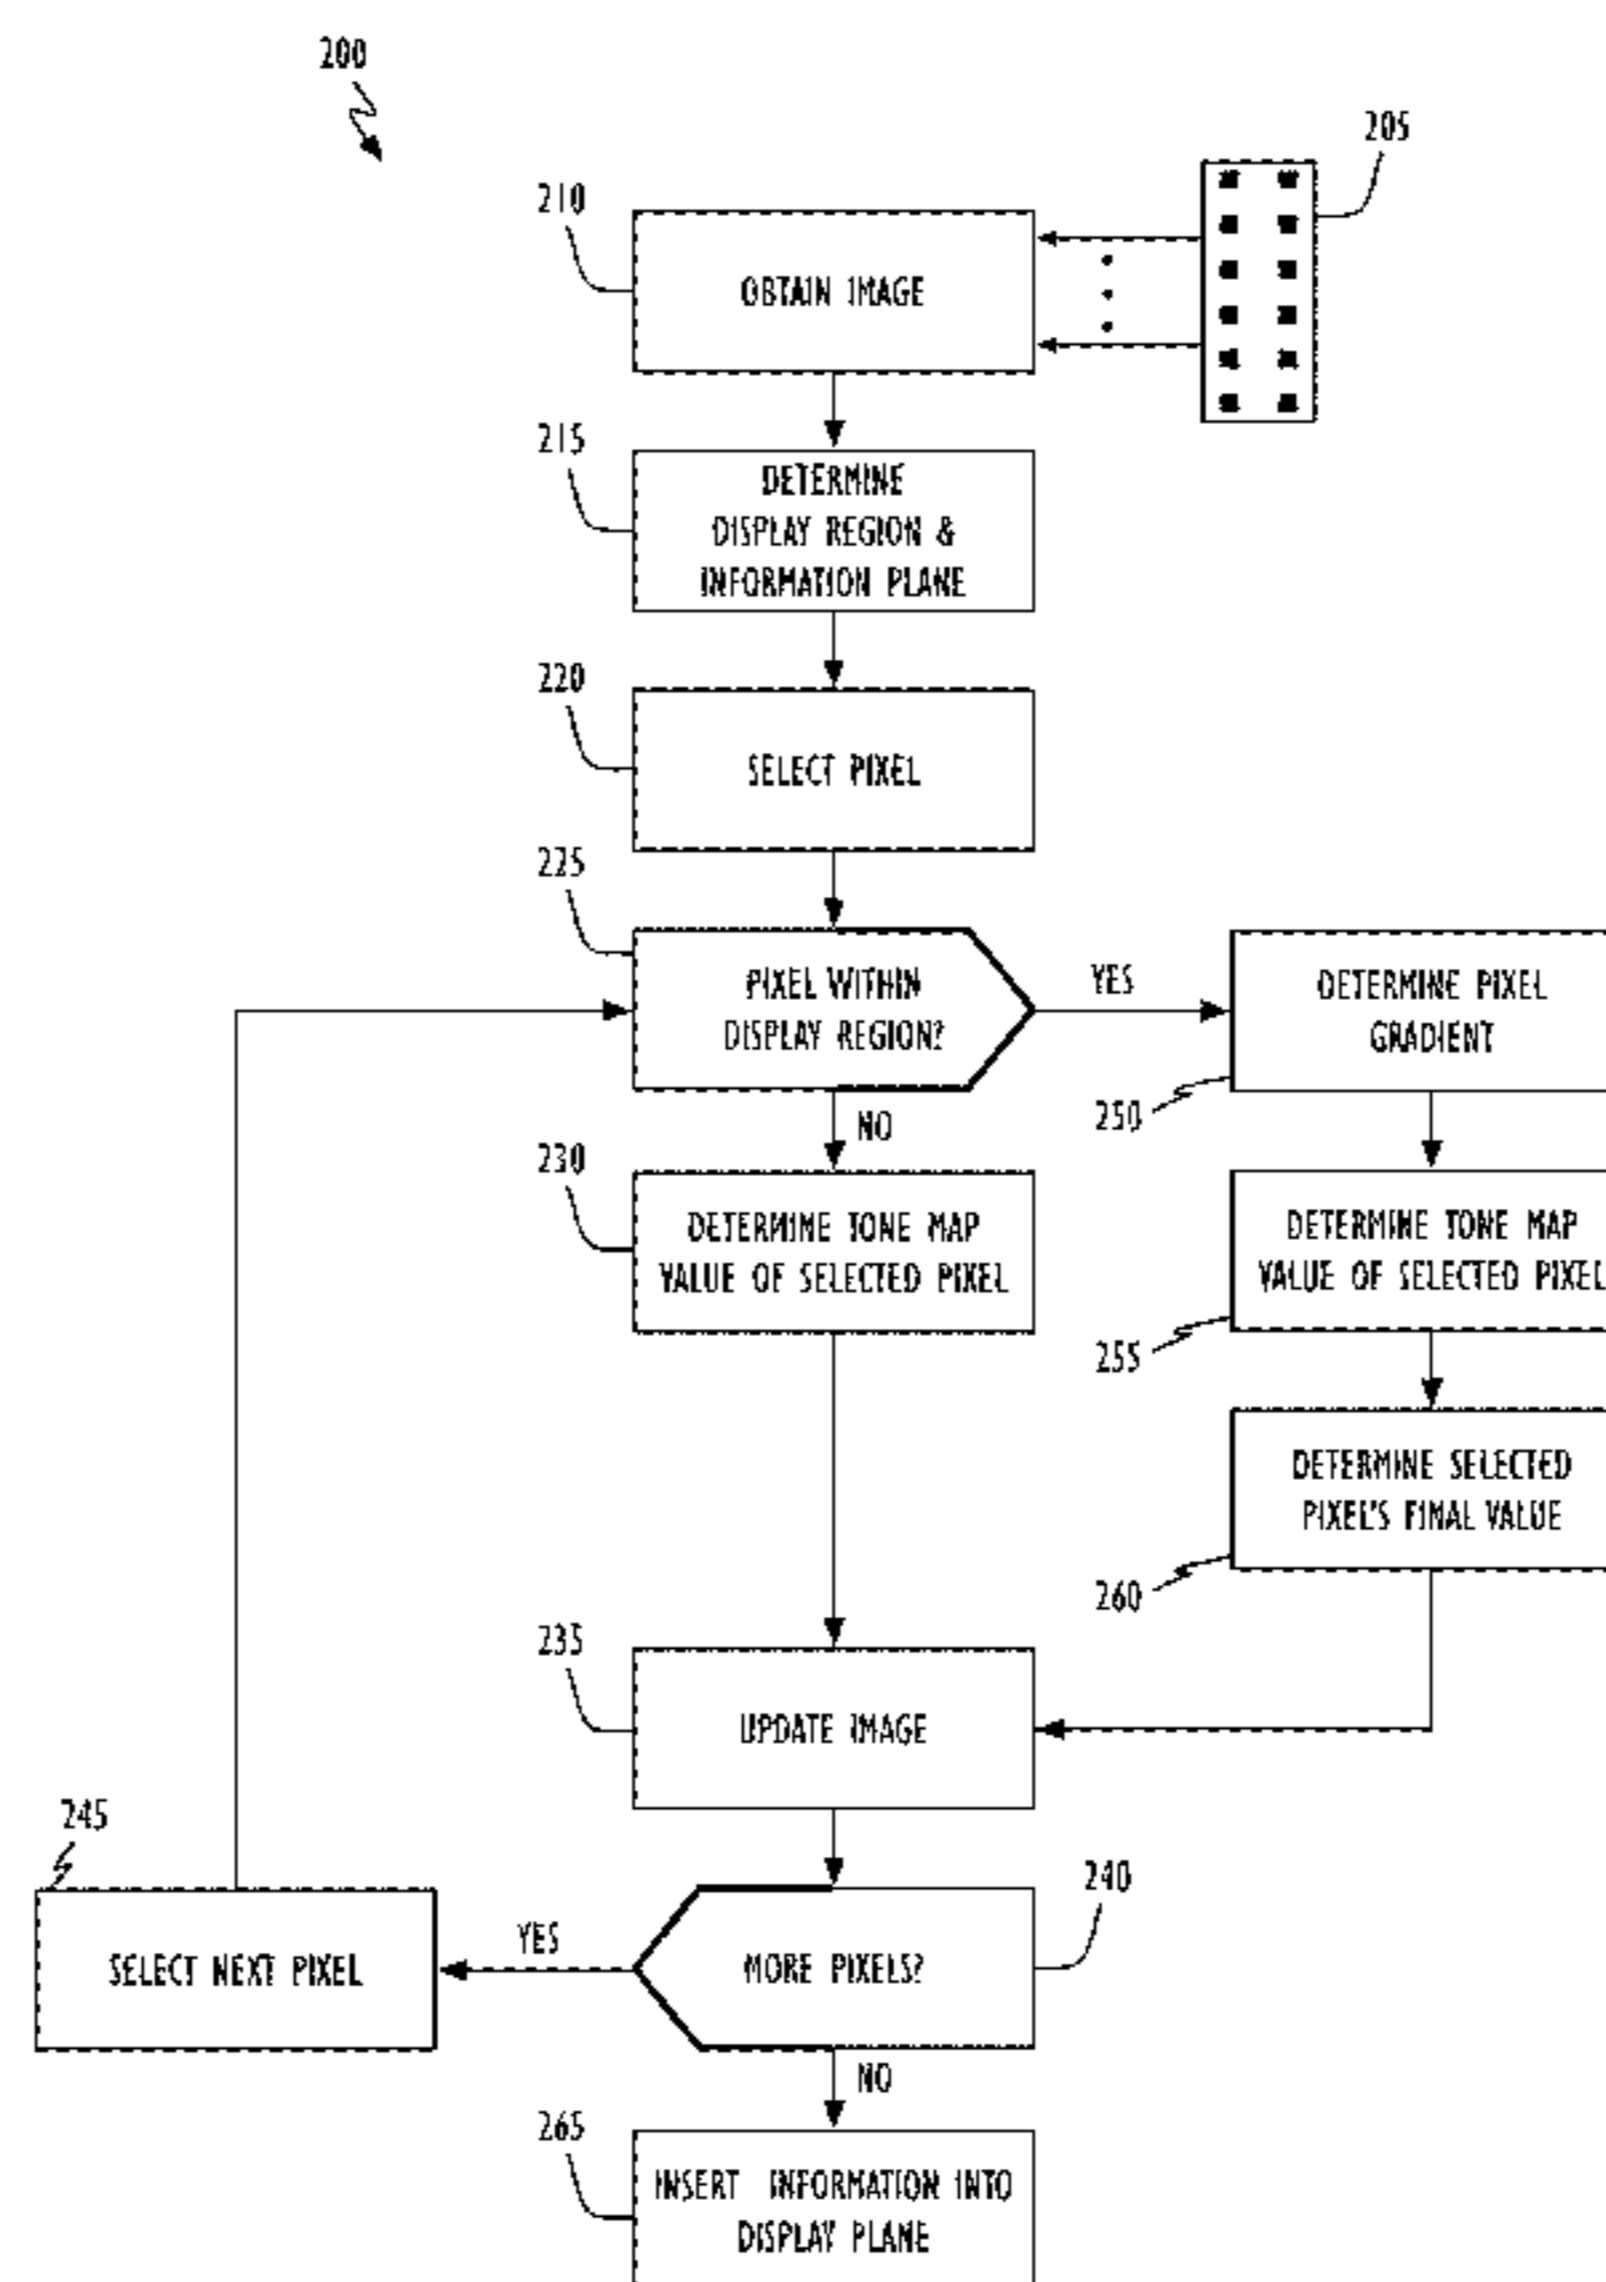 200
205
210
OBTAIN IMAGE
215
DETERMINE
DISPLAY REGION &
INFORMATION PLANE
220
SELECT PIXEL
225
PIXEL WITHIN
DISPLAY REGION?
YES
DETERMINE PIXEL
GRADIENT
250
NO
230
DETERMINE TONE MAP
VALUE OF SELECTED PIXEL
DETERMINE TONE MAP
VALUE OF SELECTED PIXEL
255
DETERMINE SELECTED
PIXEL'S FINAL VALUE
260
235
UPDATE IMAGE
245
SELECT NEXT PIXEL
YES
MORE PIXELS?
240
NO
265
INSERT INFORMATION INTO
DISPLAY PLANE